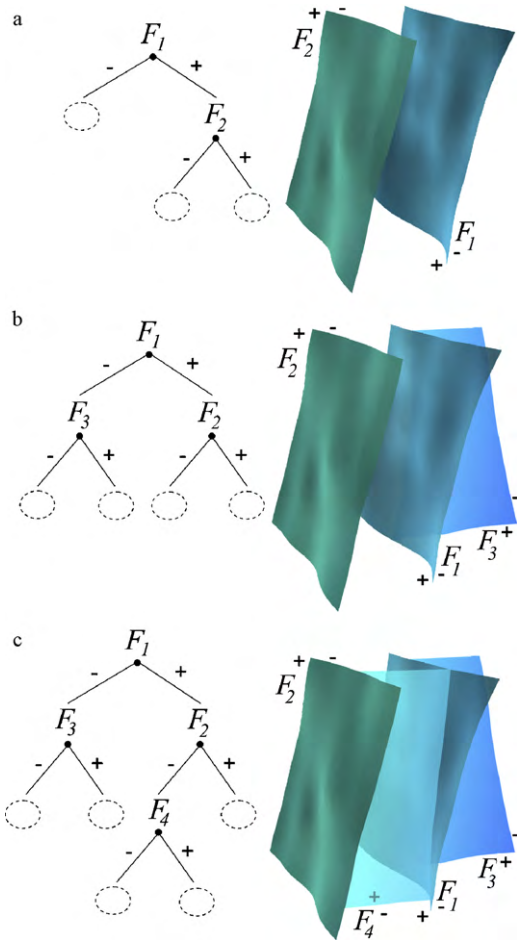 a
F1
- +
F2
- +
+ -
F2
F1
+ -
b
F1
- +
F3 F2
- + - +
+ -
F2
-
F3 +
F1
+ -
c
F1
- +
F3 F2
- + - +
F4
- +
+ -
F2
-
F3 +
F1
+ -
F4
+ -